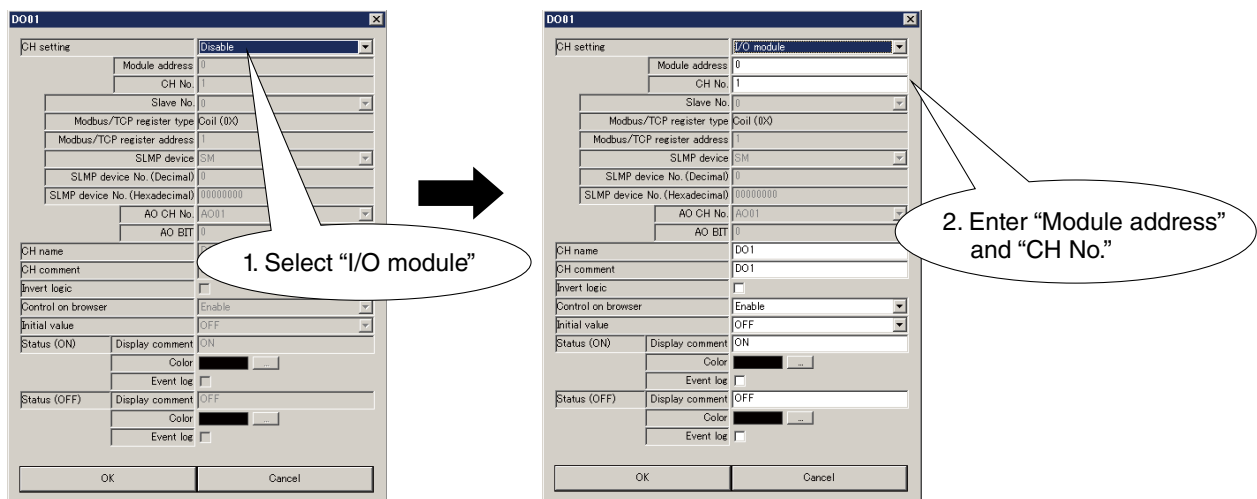 DO01
CH setting Disable
Module address 0
CH No. 1
Slave No. 0
Modbus/TCP register type Coil (0X)
Modbus/TCP register address 1
SLMP device SM
SLMP device No. (Decimal) 0
SLMP device No. (Hexadecimal) 00000000
AO CH No. AO01
AO BIT 0
CH name
CH comment
Invert logic
Control on browser Enable
Initial value OFF
Status (ON) Display comment ON
Color ...
Event log
Status (OFF) Display comment OFF
Color ...
Event log
OK Cancel
1. Select “I/O module”
DO01
CH setting I/O module
Module address 0
CH No. 1
Slave No. 0
Modbus/TCP register type Coil (0X)
Modbus/TCP register address 1
SLMP device SM
SLMP device No. (Decimal) 0
SLMP device No. (Hexadecimal) 00000000
AO CH No. AO01
AO BIT 0
CH name DO1
CH comment DO1
Invert logic
Control on browser Enable
Initial value OFF
Status (ON) Display comment ON
Color ...
Event log
Status (OFF) Display comment OFF
Color ...
Event log
OK Cancel
2. Enter “Module address”
and “CH No.”